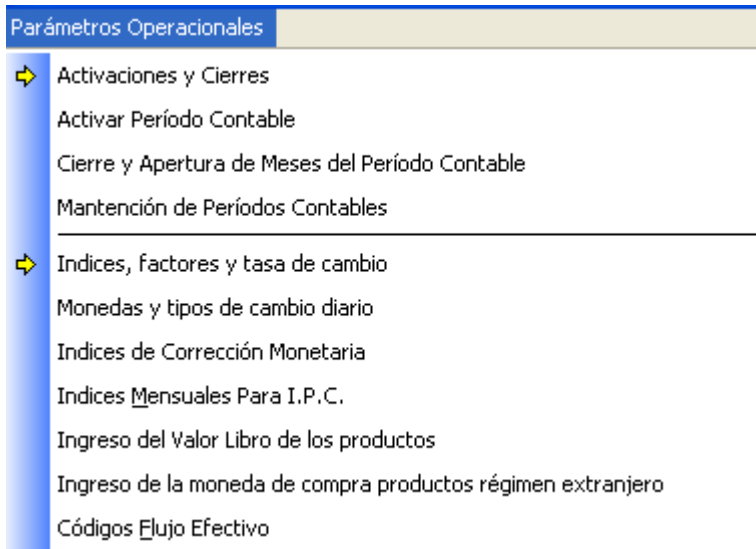 Parámetros Operacionales
Activaciones y Cierres
Activar Período Contable
Cierre y Apertura de Meses del Período Contable
Mantención de Períodos Contables
Indices, factores y tasa de cambio
Monedas y tipos de cambio diario
Indices de Corrección Monetaria
Indices Mensuales Para I.P.C.
Ingreso del Valor Libro de los productos
Ingreso de la moneda de compra productos régimen extranjero
Códigos Flujo Efectivo